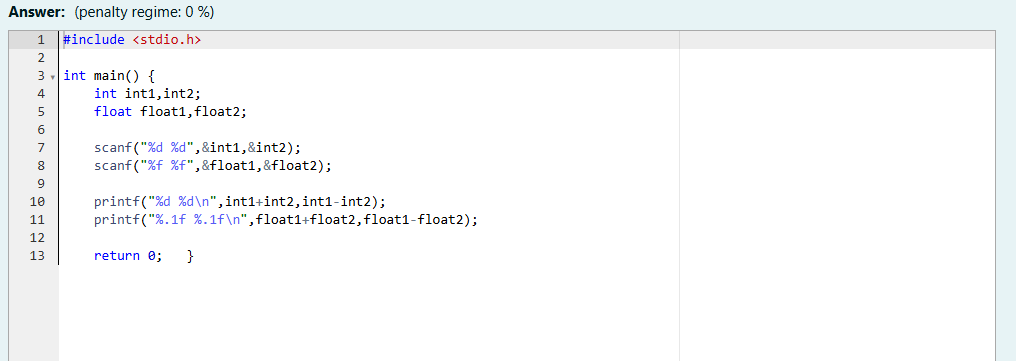 Answer: (penalty regime: 0 %)
1 #include <stdio.h>
2
3 int main() {
4     int int1,int2;
5     float float1,float2;
6
7     scanf("%d %d",&int1,&int2);
8     scanf("%f %f",&float1,&float2);
9
10     printf("%d %d\n",int1+int2,int1-int2);
11     printf("%.1f %.1f\n",float1+float2,float1-float2);
12
13     return 0;   }